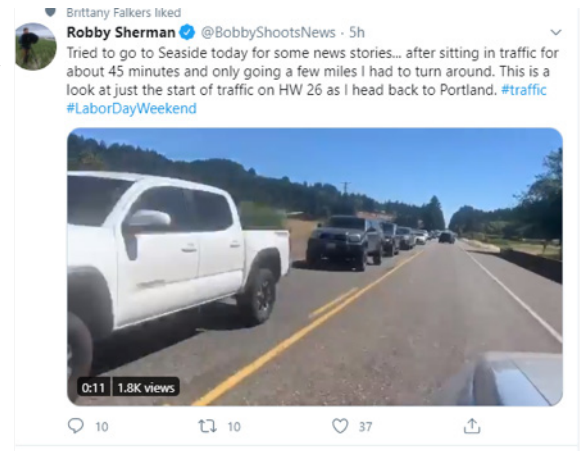 Brittany Falkers liked
Robby Sherman @BobbyShootsNews · 5h
Tried to go to Seaside today for some news stories... after sitting in traffic for
about 45 minutes and only going a few miles I had to turn around. This is a
look at just the start of traffic on HW 26 as I head back to Portland. #traffic
#LaborDayWeekend
0:11 1.8K views
10 10 37